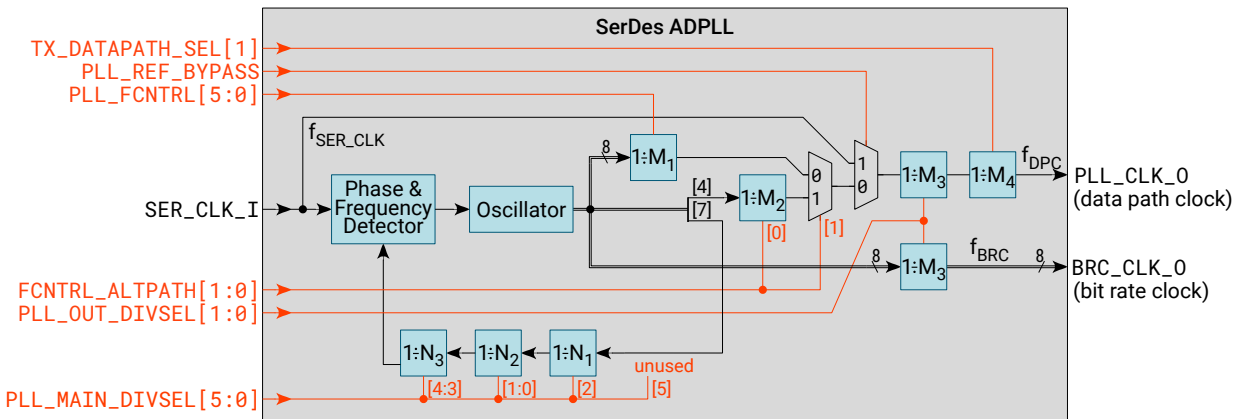 SerDes ADPLL
TX_DATAPATH_SEL[1]
PLL_REF_BYPASS
PLL_FCNTRL[5:0]
fSER_CLK
8
1÷M1
[4]
[7]
1÷M2
[0]
0
1
[1]
1
0
1÷M3
1÷M4
fDPC
PLL_CLK_O
(data path clock)
SER_CLK_I
Phase &
Frequency
Detector
Oscillator
8
1÷M3
fBRC
8
BRC_CLK_O
(bit rate clock)
FCNTRL_ALTPATH[1:0]
PLL_OUT_DIVSEL[1:0]
1÷N3
1÷N2
1÷N1
unused
[4:3]
[1:0]
[2]
[5]
PLL_MAIN_DIVSEL[5:0]